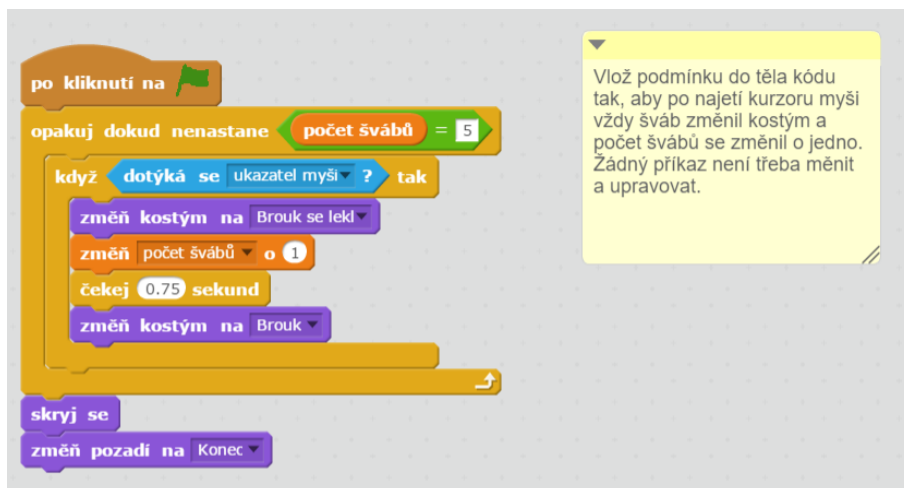 po kliknutí na
opakuj dokud nenastane počet švábů = 5
když dotýká se ukazatel myši ? tak
změň kostým na Brouk se lekl
změň počet švábů o 1
čekej 0.75 sekund
změň kostým na Brouk
skryj se
změň pozadí na Konec
Vlož podmínku do těla kódu
tak, aby po najetí kurzoru myši
vždy šváb změnil kostým a
počet švábů se změnil o jedno.
Žádný příkaz není třeba měnit
a upravovat.